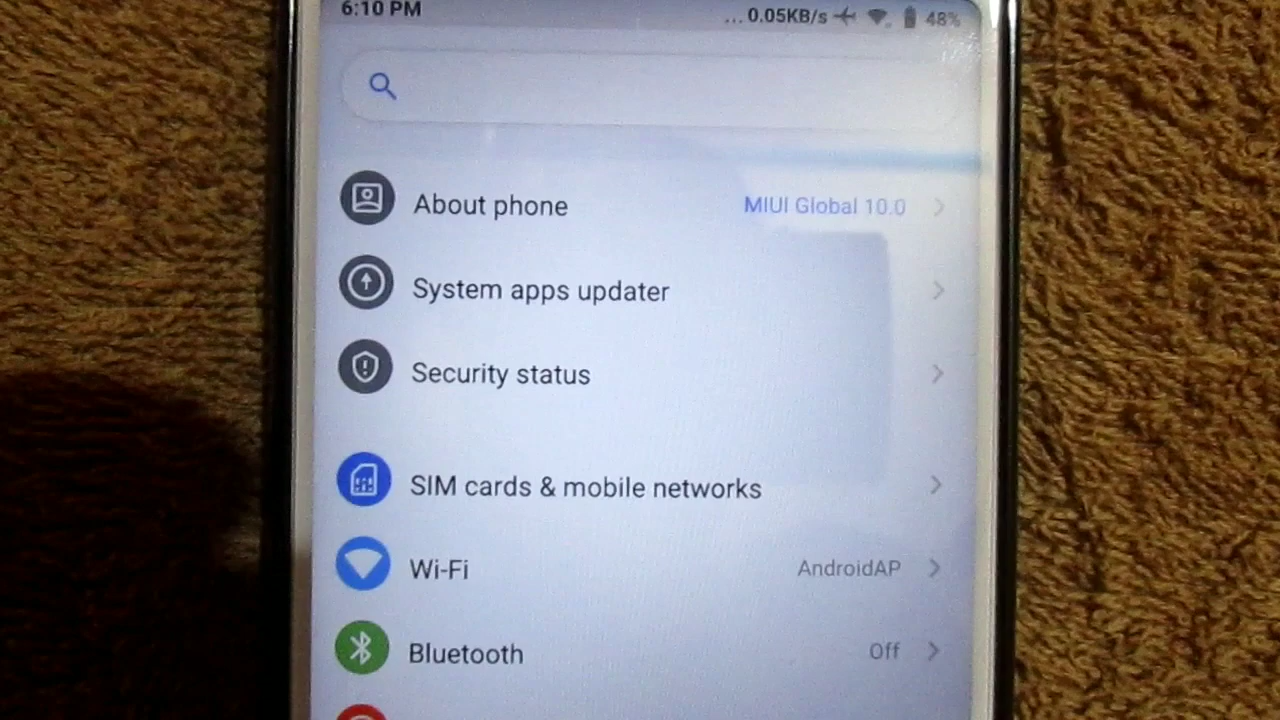 6:10 PM ... 0.05KB/s 48%
About phone MIUI Global 10.0
System apps updater
Security status
SIM cards & mobile networks
Wi-Fi AndroidAP
Bluetooth Off